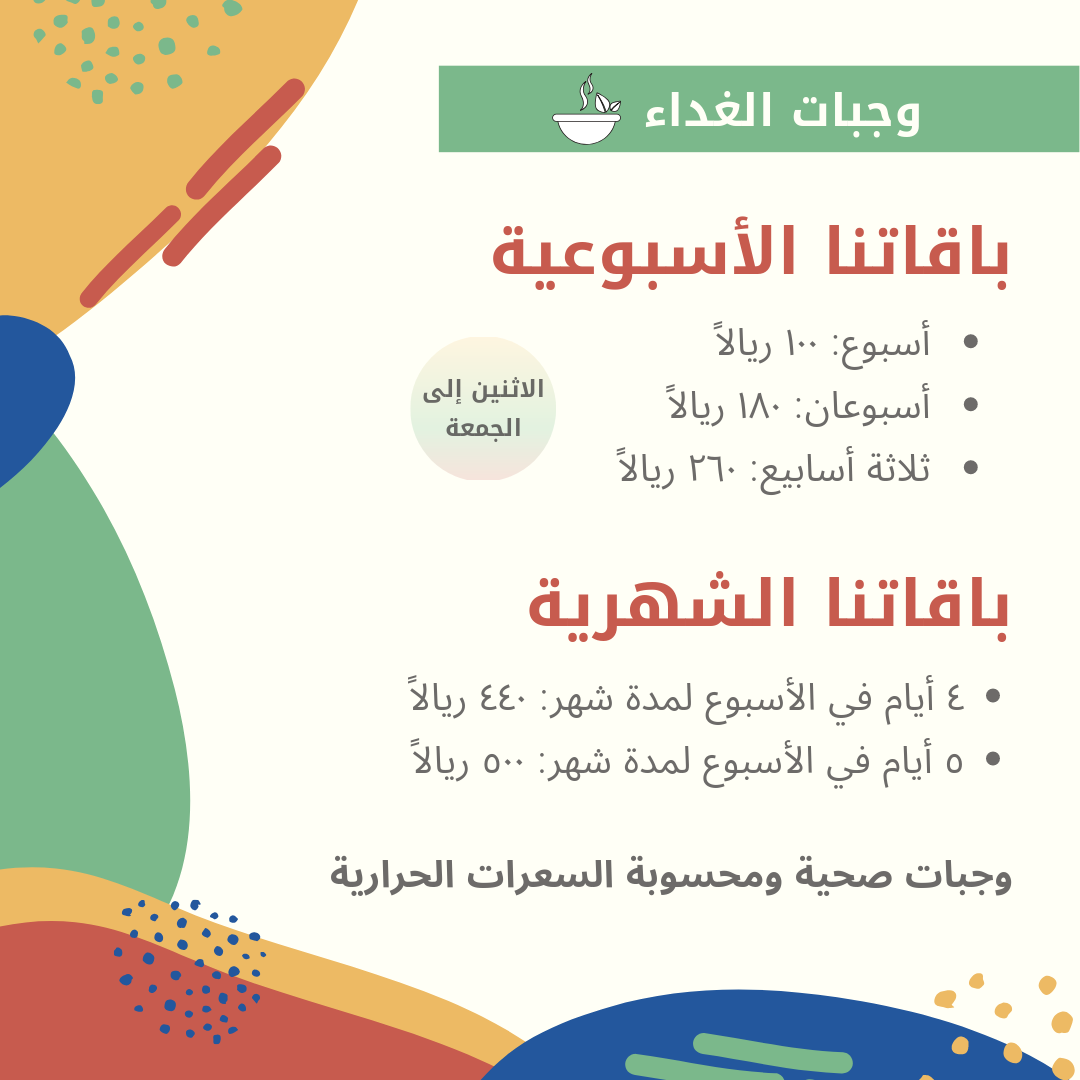 وجبات الغداء
باقاتنا الأسبوعية
• أسبوع: ١٠٠ ريالاً
• أسبوعان: ١٨٠ ريالاً
• ثلاثة أسابيع: ٢٦٠ ريالاً
الاثنين إلى
الجمعة
باقاتنا الشهرية
• ٤ أيام في الأسبوع لمدة شهر: ٤٤٠ ريالاً
• ٥ أيام في الأسبوع لمدة شهر: ٥٠٠ ريالاً
وجبات صحية ومحسوبة السعرات الحرارية